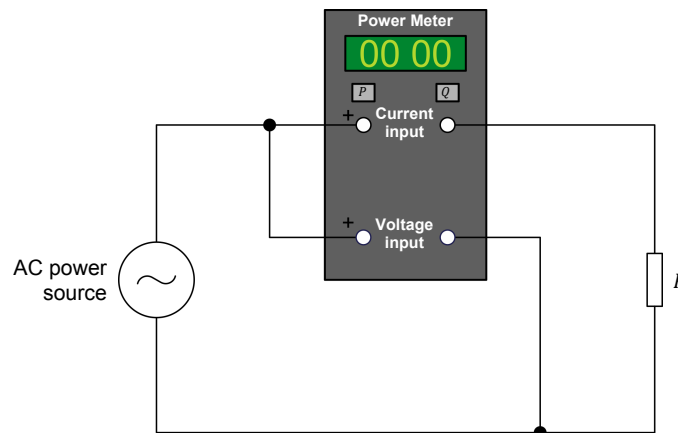 Power Meter
00 00
P Q
+ Current
input
+ Voltage
input
AC power
source